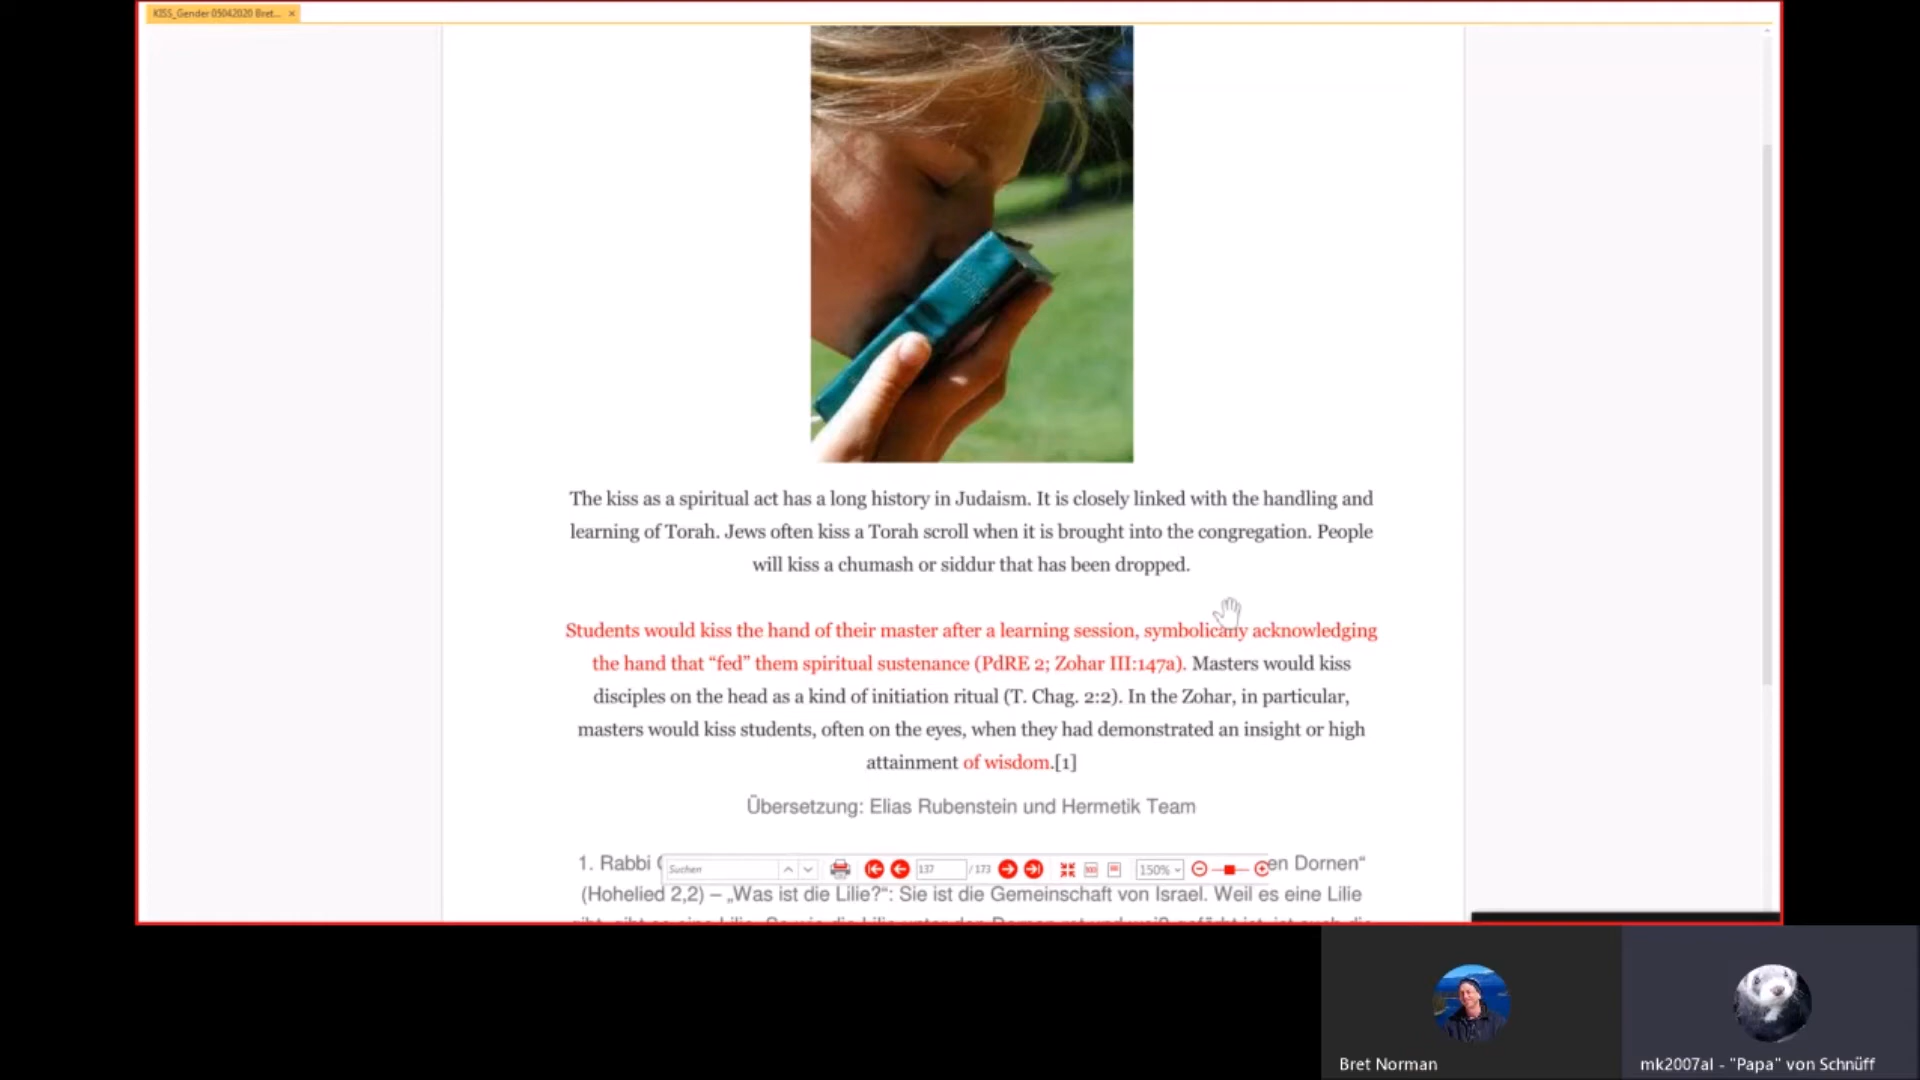 KISS_Gender 05042020 Bret...
The kiss as a spiritual act has a long history in Judaism. It is closely linked with the handling and
learning of Torah. Jews often kiss a Torah scroll when it is brought into the congregation. People
will kiss a chumash or siddur that has been dropped.
Students would kiss the hand of their master after a learning session, symbolically acknowledging
the hand that “fed” them spiritual sustenance (PdRE 2; Zohar III:147a). Masters would kiss
disciples on the head as a kind of initiation ritual (T. Chag. 2:2). In the Zohar, in particular,
masters would kiss students, often on the eyes, when they had demonstrated an insight or high
attainment of wisdom.[1]
Übersetzung: Elias Rubenstein und Hermetik Team
1. Rabbi
Suchen
137
/ 173
150%
en Dornen“
(Hohelied 2,2) – „Was ist die Lilie?“: Sie ist die Gemeinschaft von Israel. Weil es eine Lilie
Bret Norman
mk2007al - "Papa" von Schnüff